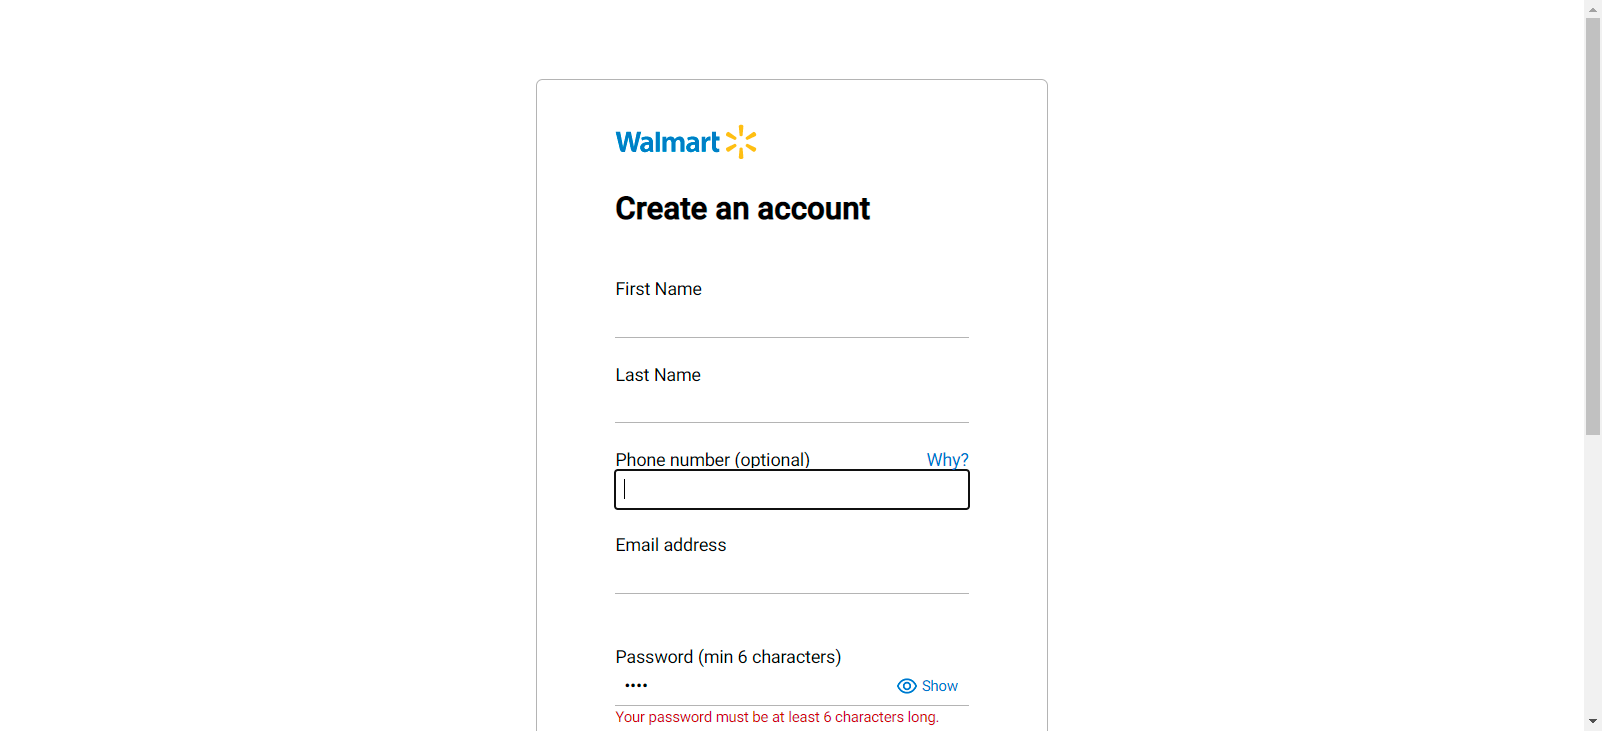 Walmart
Create an account
First Name
Last Name
Phone number (optional) Why?
Email address
Password (min 6 characters)
•••• Show
Your password must be at least 6 characters long.